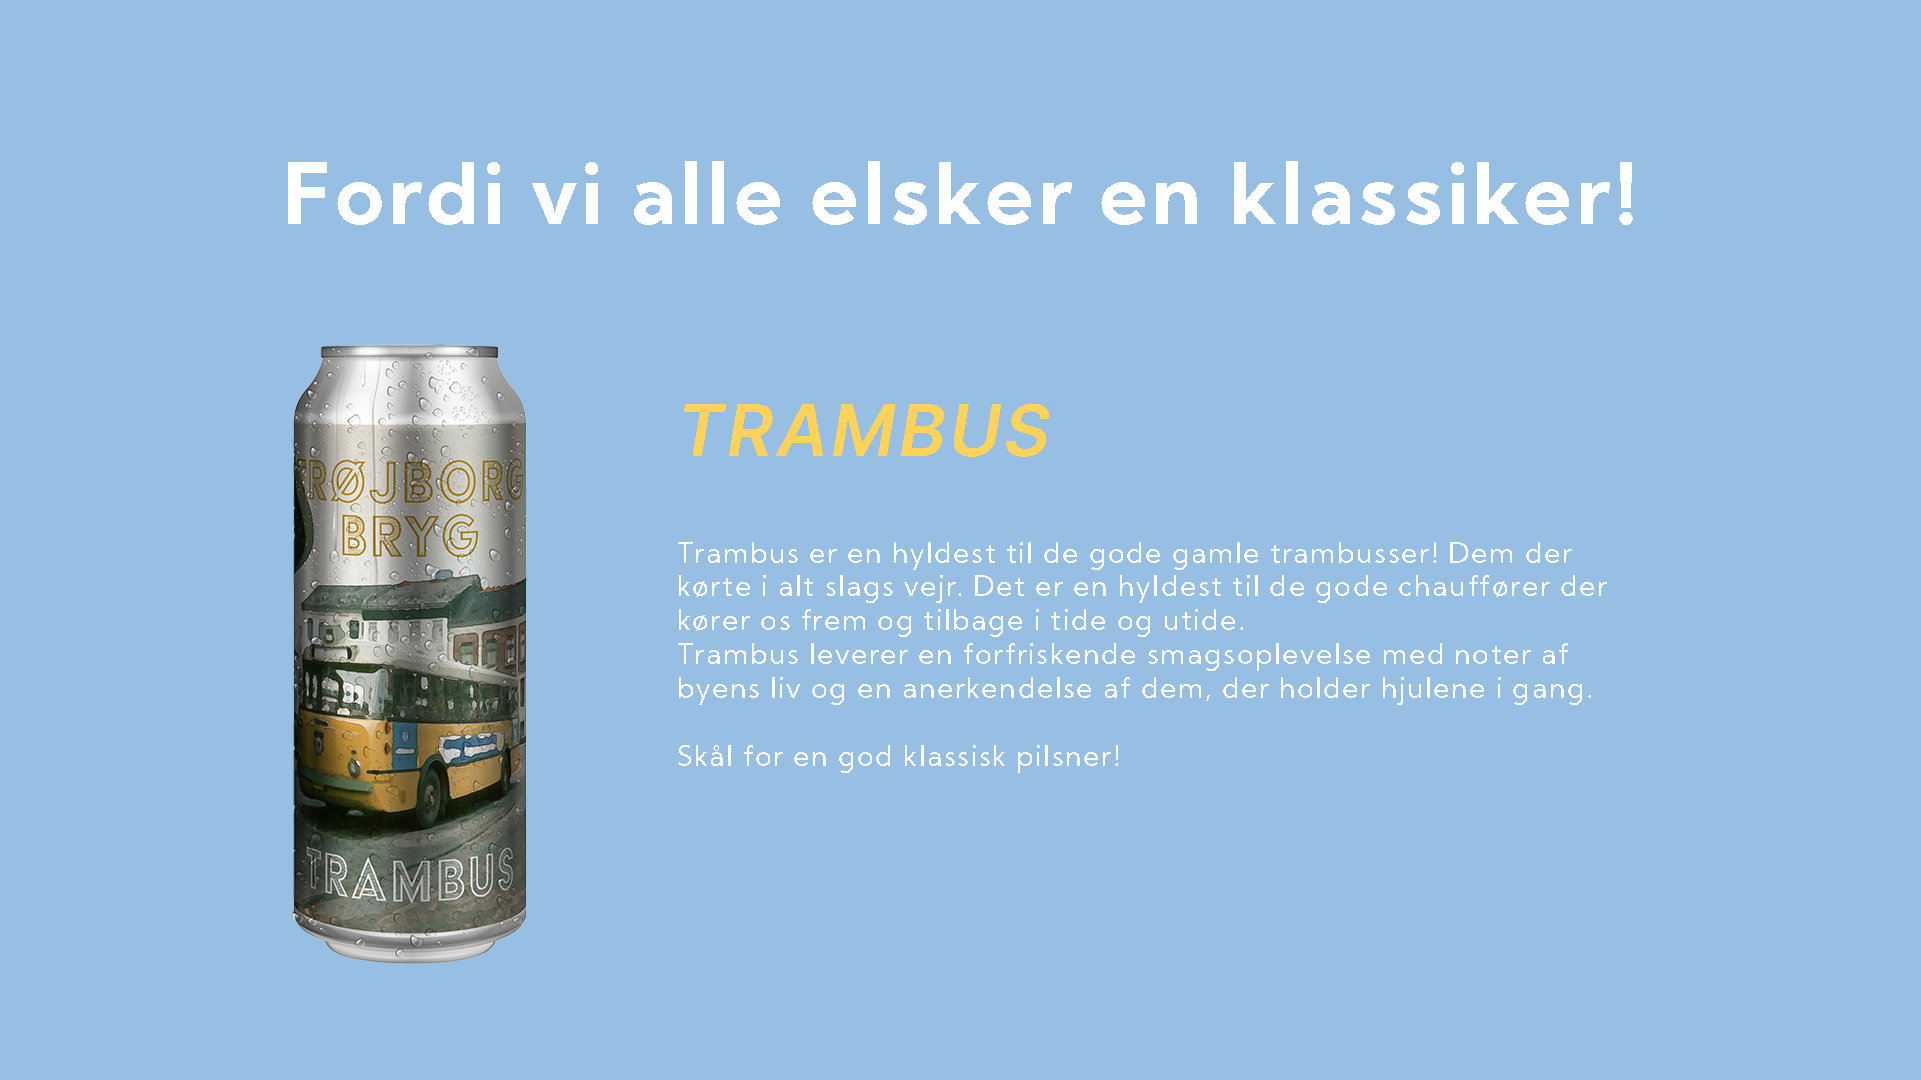 Fordi vi alle elsker en klassiker!
TRØJBORG
BRYG
TRAMBUS
TRAMBUS
Trambus er en hyldest til de gode gamle trambusser! Dem der
kørte i alt slags vejr. Det er en hyldest til de gode chauffører der
kører os frem og tilbage i tide og utide.
Trambus leverer en forfriskende smagsoplevelse med noter af
byens liv og en anerkendelse af dem, der holder hjulene i gang.
Skål for en god klassisk pilsner!